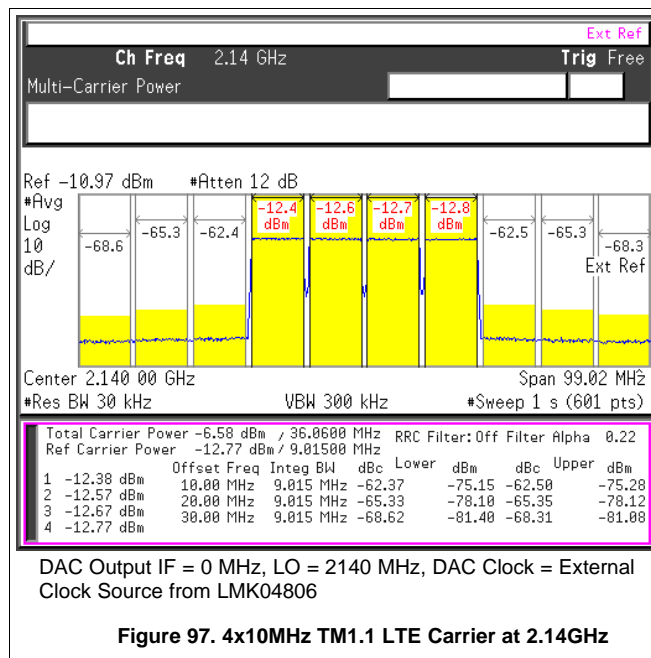 Ext Ref
Ch Freq 2.14 GHz Trig Free
Multi-Carrier Power
Ref -10.97 dBm #Atten 12 dB
#Avg
Log
10
dB/
-68.6 -65.3 -62.4 -12.4 dBm -12.6 dBm -12.7 dBm -12.8 dBm -62.5 -65.3 -68.3
Ext Ref
Center 2.140 00 GHz Span 99.02 MHz
#Res BW 30 kHz VBW 300 kHz #Sweep 1 s (601 pts)
Total Carrier Power -6.58 dBm / 36.0600 MHz RRC Filter: Off Filter Alpha 0.22
Ref Carrier Power -12.77 dBm/ 9.01500 MHz
Offset Freq Integ BW dBc Lower dBm dBc Upper dBm
1 -12.38 dBm 10.00 MHz 9.015 MHz -62.37 -75.15 -62.50 -75.28
2 -12.57 dBm 20.00 MHz 9.015 MHz -65.33 -78.10 -65.35 -78.12
3 -12.67 dBm 30.00 MHz 9.015 MHz -68.62 -81.40 -68.31 -81.08
4 -12.77 dBm
DAC Output IF = 0 MHz, LO = 2140 MHz, DAC Clock = External
Clock Source from LMK04806
Figure 97. 4x10MHz TM1.1 LTE Carrier at 2.14GHz